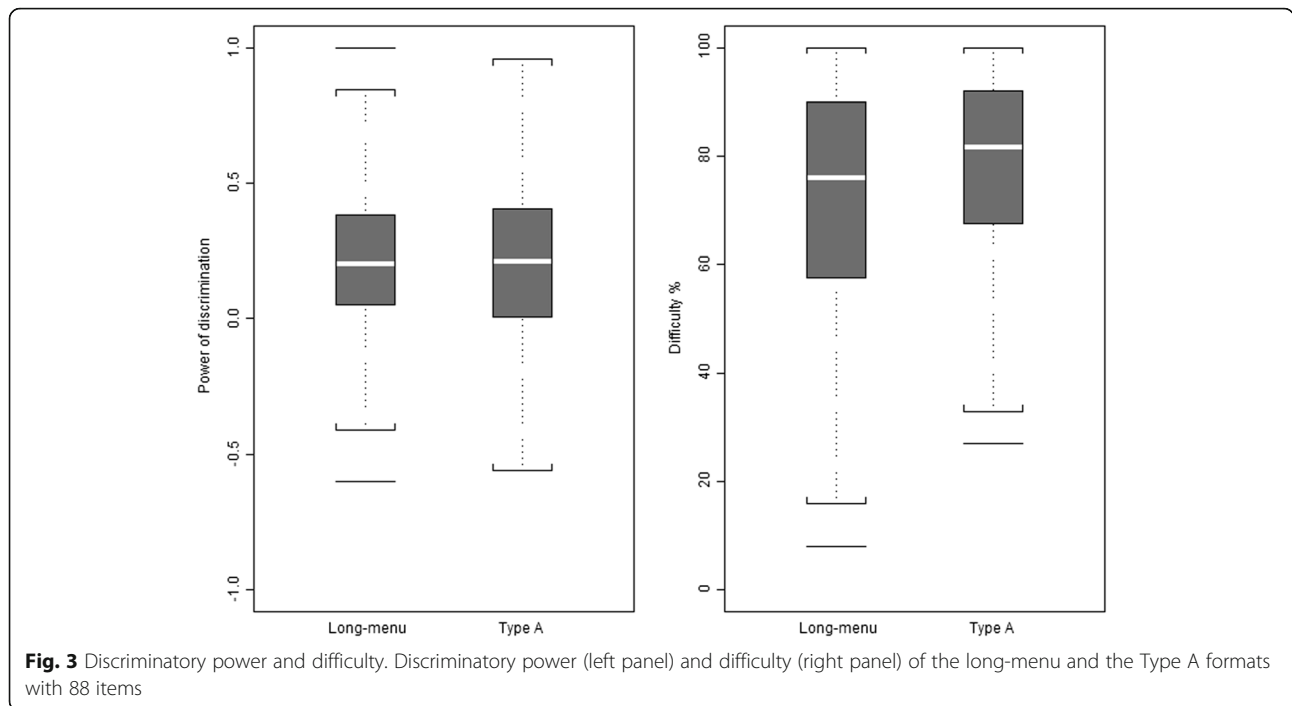 Power of discrimination
1.0
0.5
0.0
-0.5
-1.0
Long-menu Type A
Difficulty %
100
80
60
40
20
0
Long-menu Type A
Fig. 3 Discriminatory power and difficulty. Discriminatory power (left panel) and difficulty (right panel) of the long-menu and the Type A formats
with 88 items